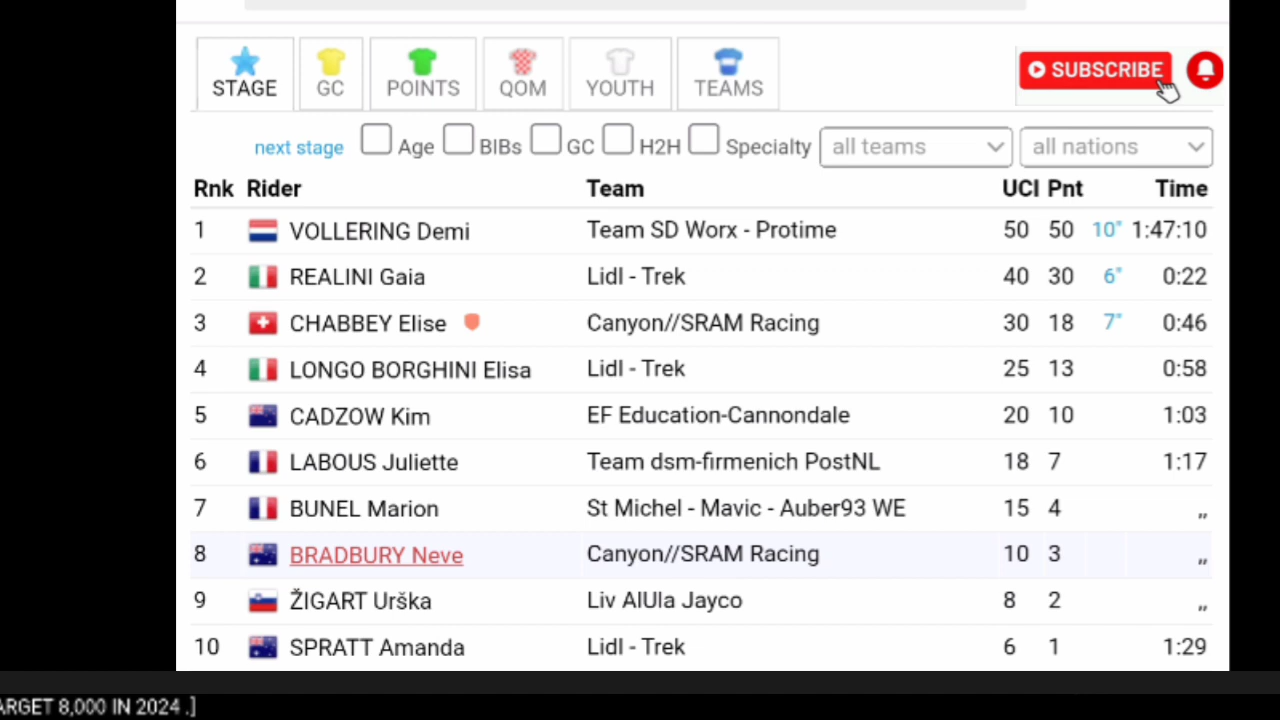 STAGE GC POINTS QOM YOUTH TEAMS SUBSCRIBE
next stage Age BIBs GC H2H Specialty all teams all nations
Rnk Rider Team UCI Pnt Time
1 VOLLERING Demi Team SD Worx - Protime 50 50 10" 1:47:10
2 REALINI Gaia Lidl - Trek 40 30 6" 0:22
3 CHABBEY Elise Canyon//SRAM Racing 30 18 7" 0:46
4 LONGO BORGHINI Elisa Lidl - Trek 25 13 0:58
5 CADZOW Kim EF Education-Cannondale 20 10 1:03
6 LABOUS Juliette Team dsm-firmenich PostNL 18 7 1:17
7 BUNEL Marion St Michel - Mavic - Auber93 WE 15 4 ,,
8 BRADBURY Neve Canyon//SRAM Racing 10 3 ,,
9 ŽIGART Urška Liv AlUla Jayco 8 2 ,,
10 SPRATT Amanda Lidl - Trek 6 1 1:29
ARGET 8,000 IN 2024 .]